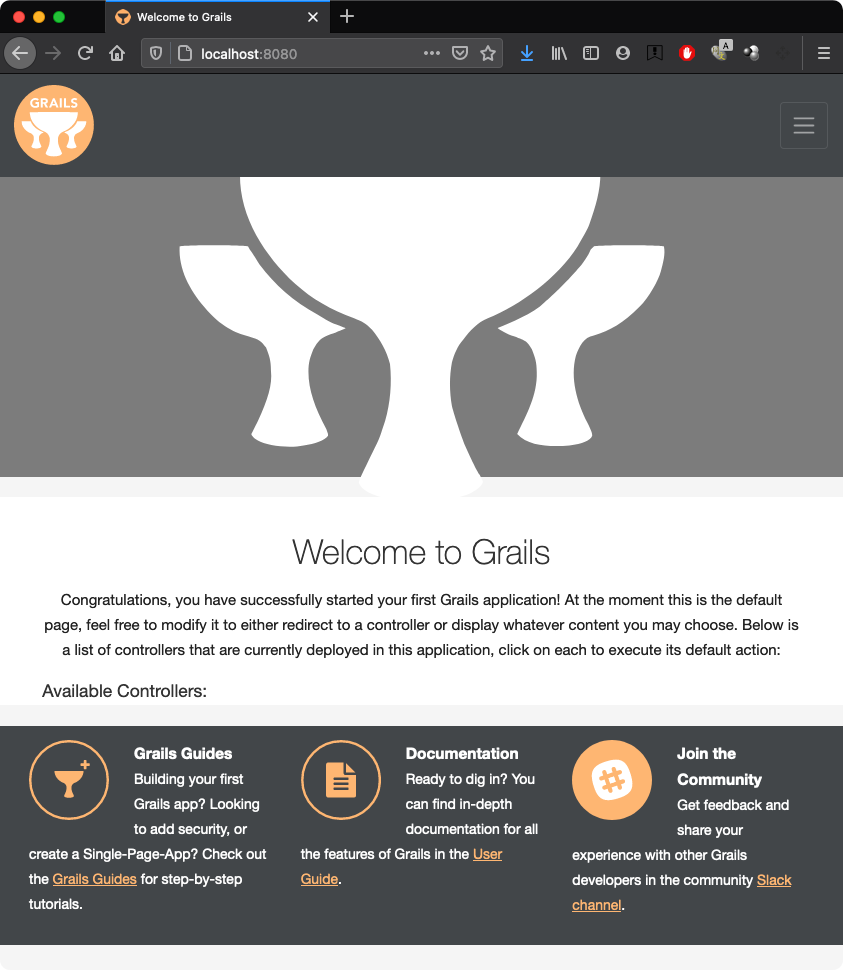 Welcome to Grails
localhost:8080
A
GRAILS
Welcome to Grails
Congratulations, you have successfully started your first Grails application! At the moment this is the default
page, feel free to modify it to either redirect to a controller or display whatever content you may choose. Below is
a list of controllers that are currently deployed in this application, click on each to execute its default action:
Available Controllers:
Grails Guides
Building your first
Grails app? Looking
to add security, or
create a Single-Page-App? Check out
the Grails Guides for step-by-step
tutorials.
Documentation
Ready to dig in? You
can find in-depth
documentation for all
the features of Grails in the User
Guide.
Join the
Community
Get feedback and
share your
experience with other Grails
developers in the community Slack
channel.